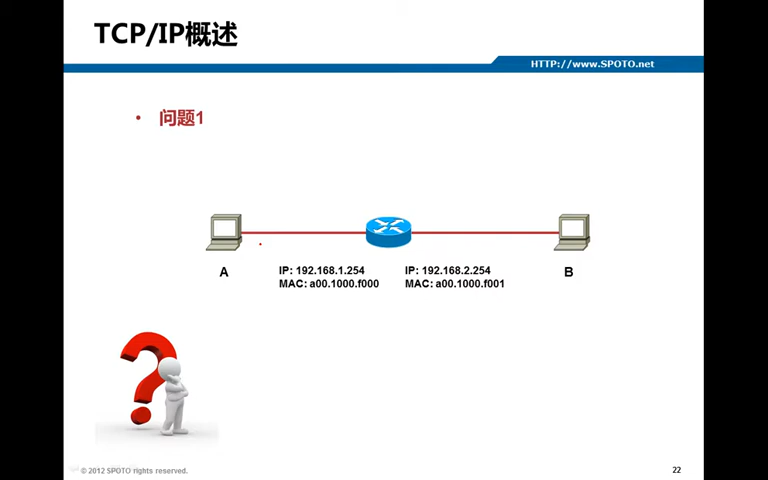 TCP/IP概述
HTTP://www.SPOTO.net
• 问题1
A
IP: 192.168.1.254
MAC: a00.1000.f000
IP: 192.168.2.254
MAC: a00.1000.f001
B
© 2012 SPOTO rights reserved.
22